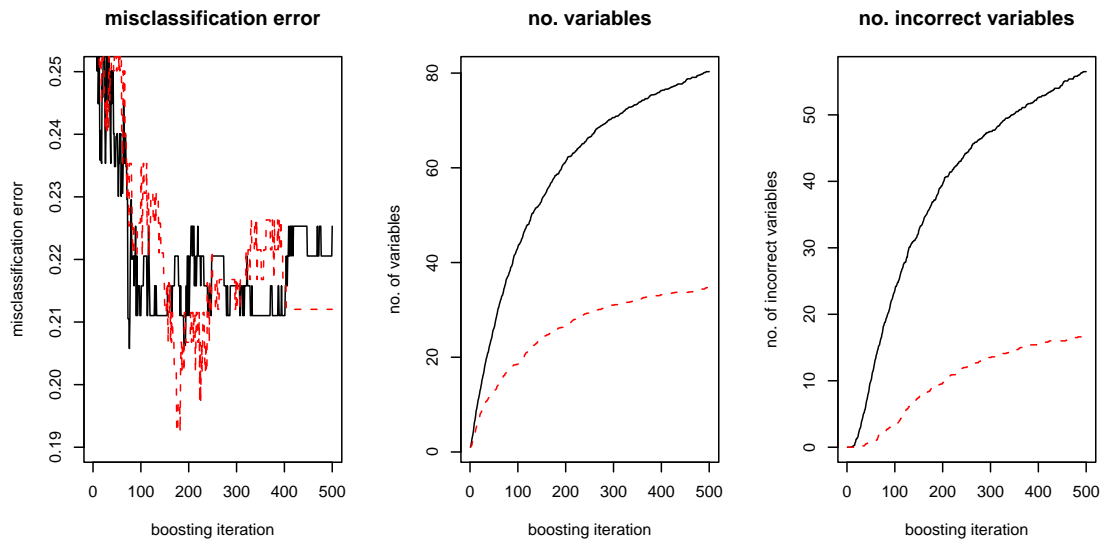 misclassification error
misclassification error
0.25
0.24
0.23
0.22
0.21
0.20
0.19
0 100 200 300 400 500
boosting iteration
no. variables
no. of variables
80
60
40
20
0
0 100 200 300 400 500
boosting iteration
no. incorrect variables
no. of incorrect variables
50
40
30
20
10
0
0 100 200 300 400 500
boosting iteration